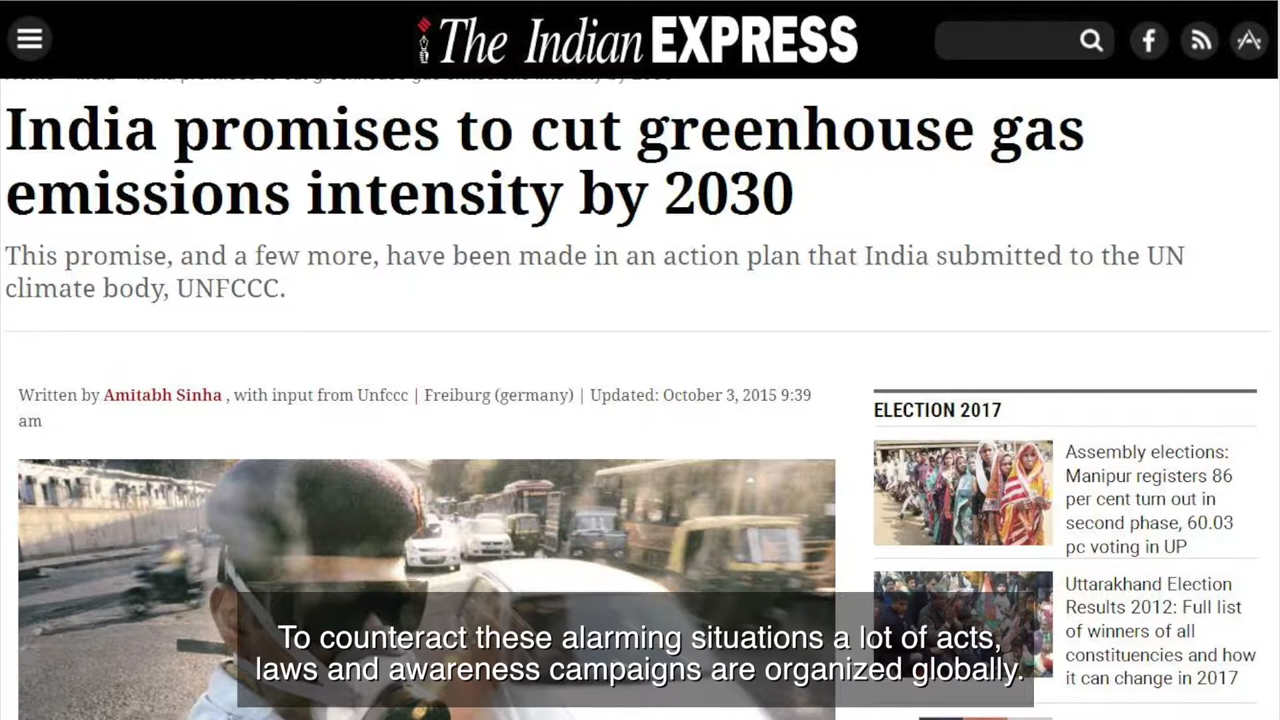 The Indian EXPRESS
India promises to cut greenhouse gas
emissions intensity by 2030
This promise, and a few more, have been made in an action plan that India submitted to the UN
climate body, UNFCCC.
Written by Amitabh Sinha , with input from Unfccc | Freiburg (germany) | Updated: October 3, 2015 9:39
am
ELECTION 2017
Assembly elections:
Manipur registers 86
per cent turn out in
second phase, 60.03
pc voting in UP
Uttarakhand Election
Results 2012: Full list
of winners of all
constituencies and how
it can change in 2017
To counteract these alarming situations a lot of acts,
laws and awareness campaigns are organized globally.